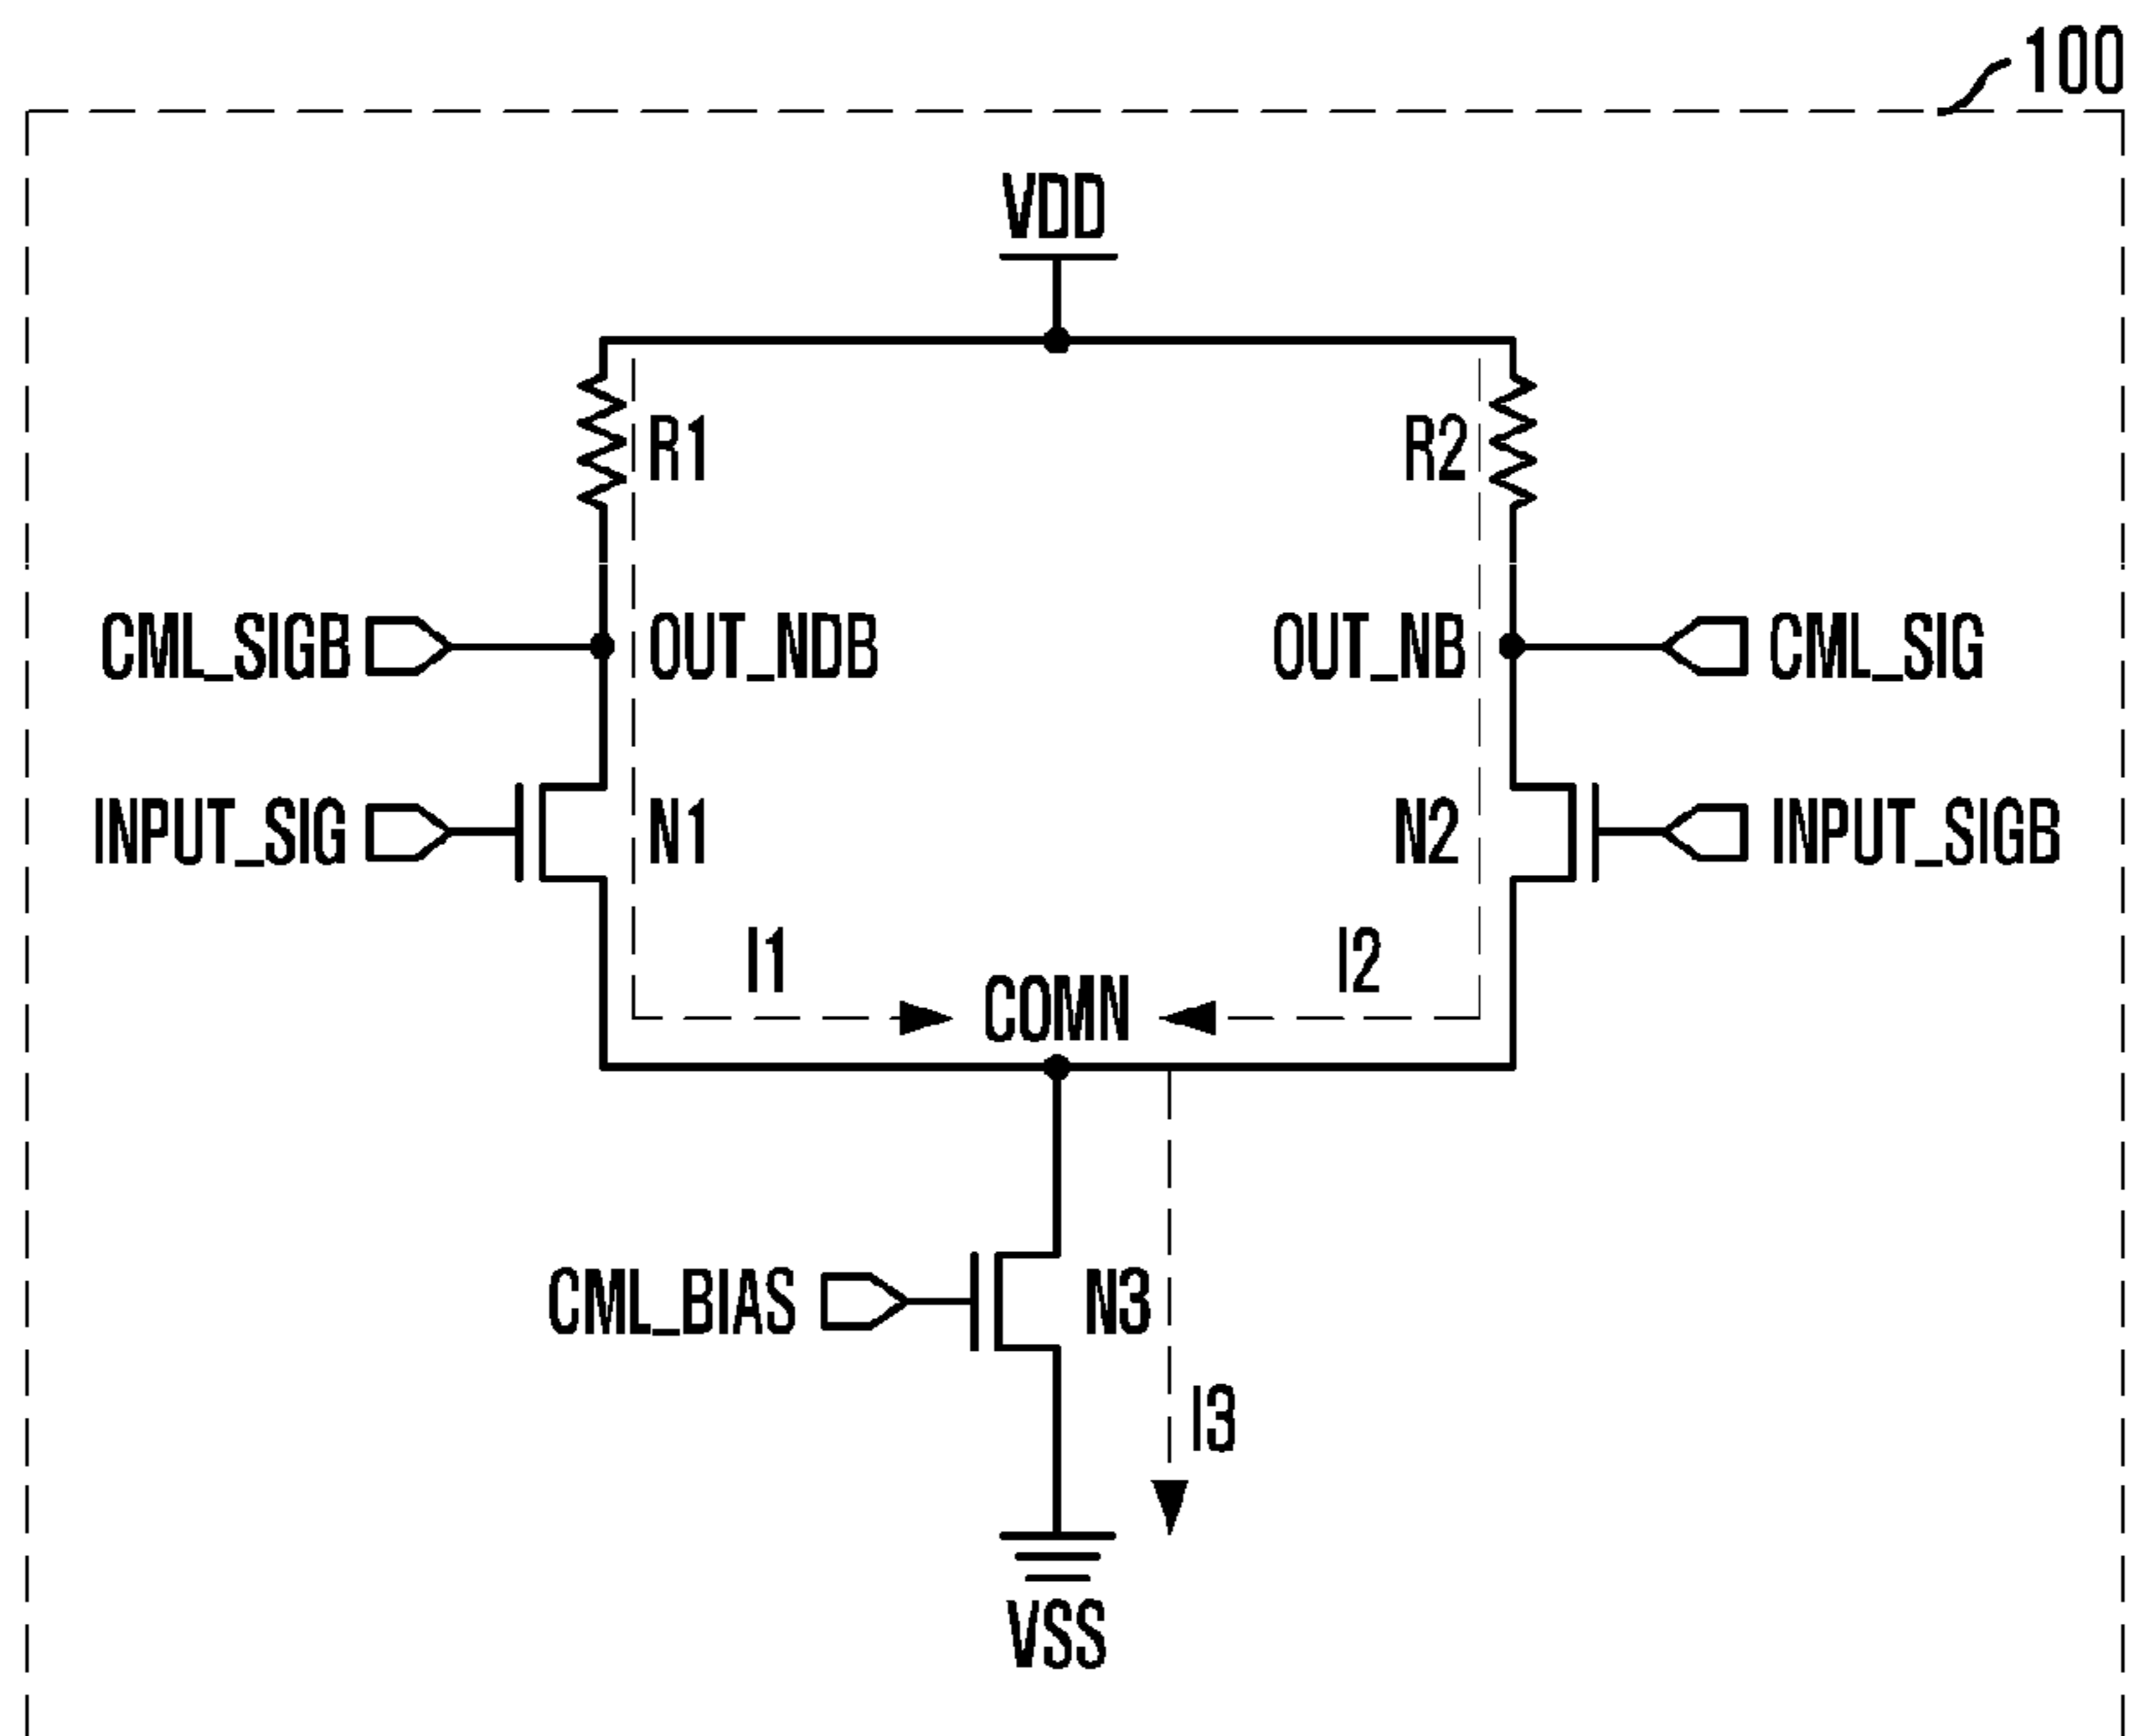 100
VDD
R1
R2
CML_SIGB
OUT_NDB
OUT_NB
CML_SIG
INPUT_SIG
N1
N2
INPUT_SIGB
I1
COMN
I2
CML_BIAS
N3
I3
VSS